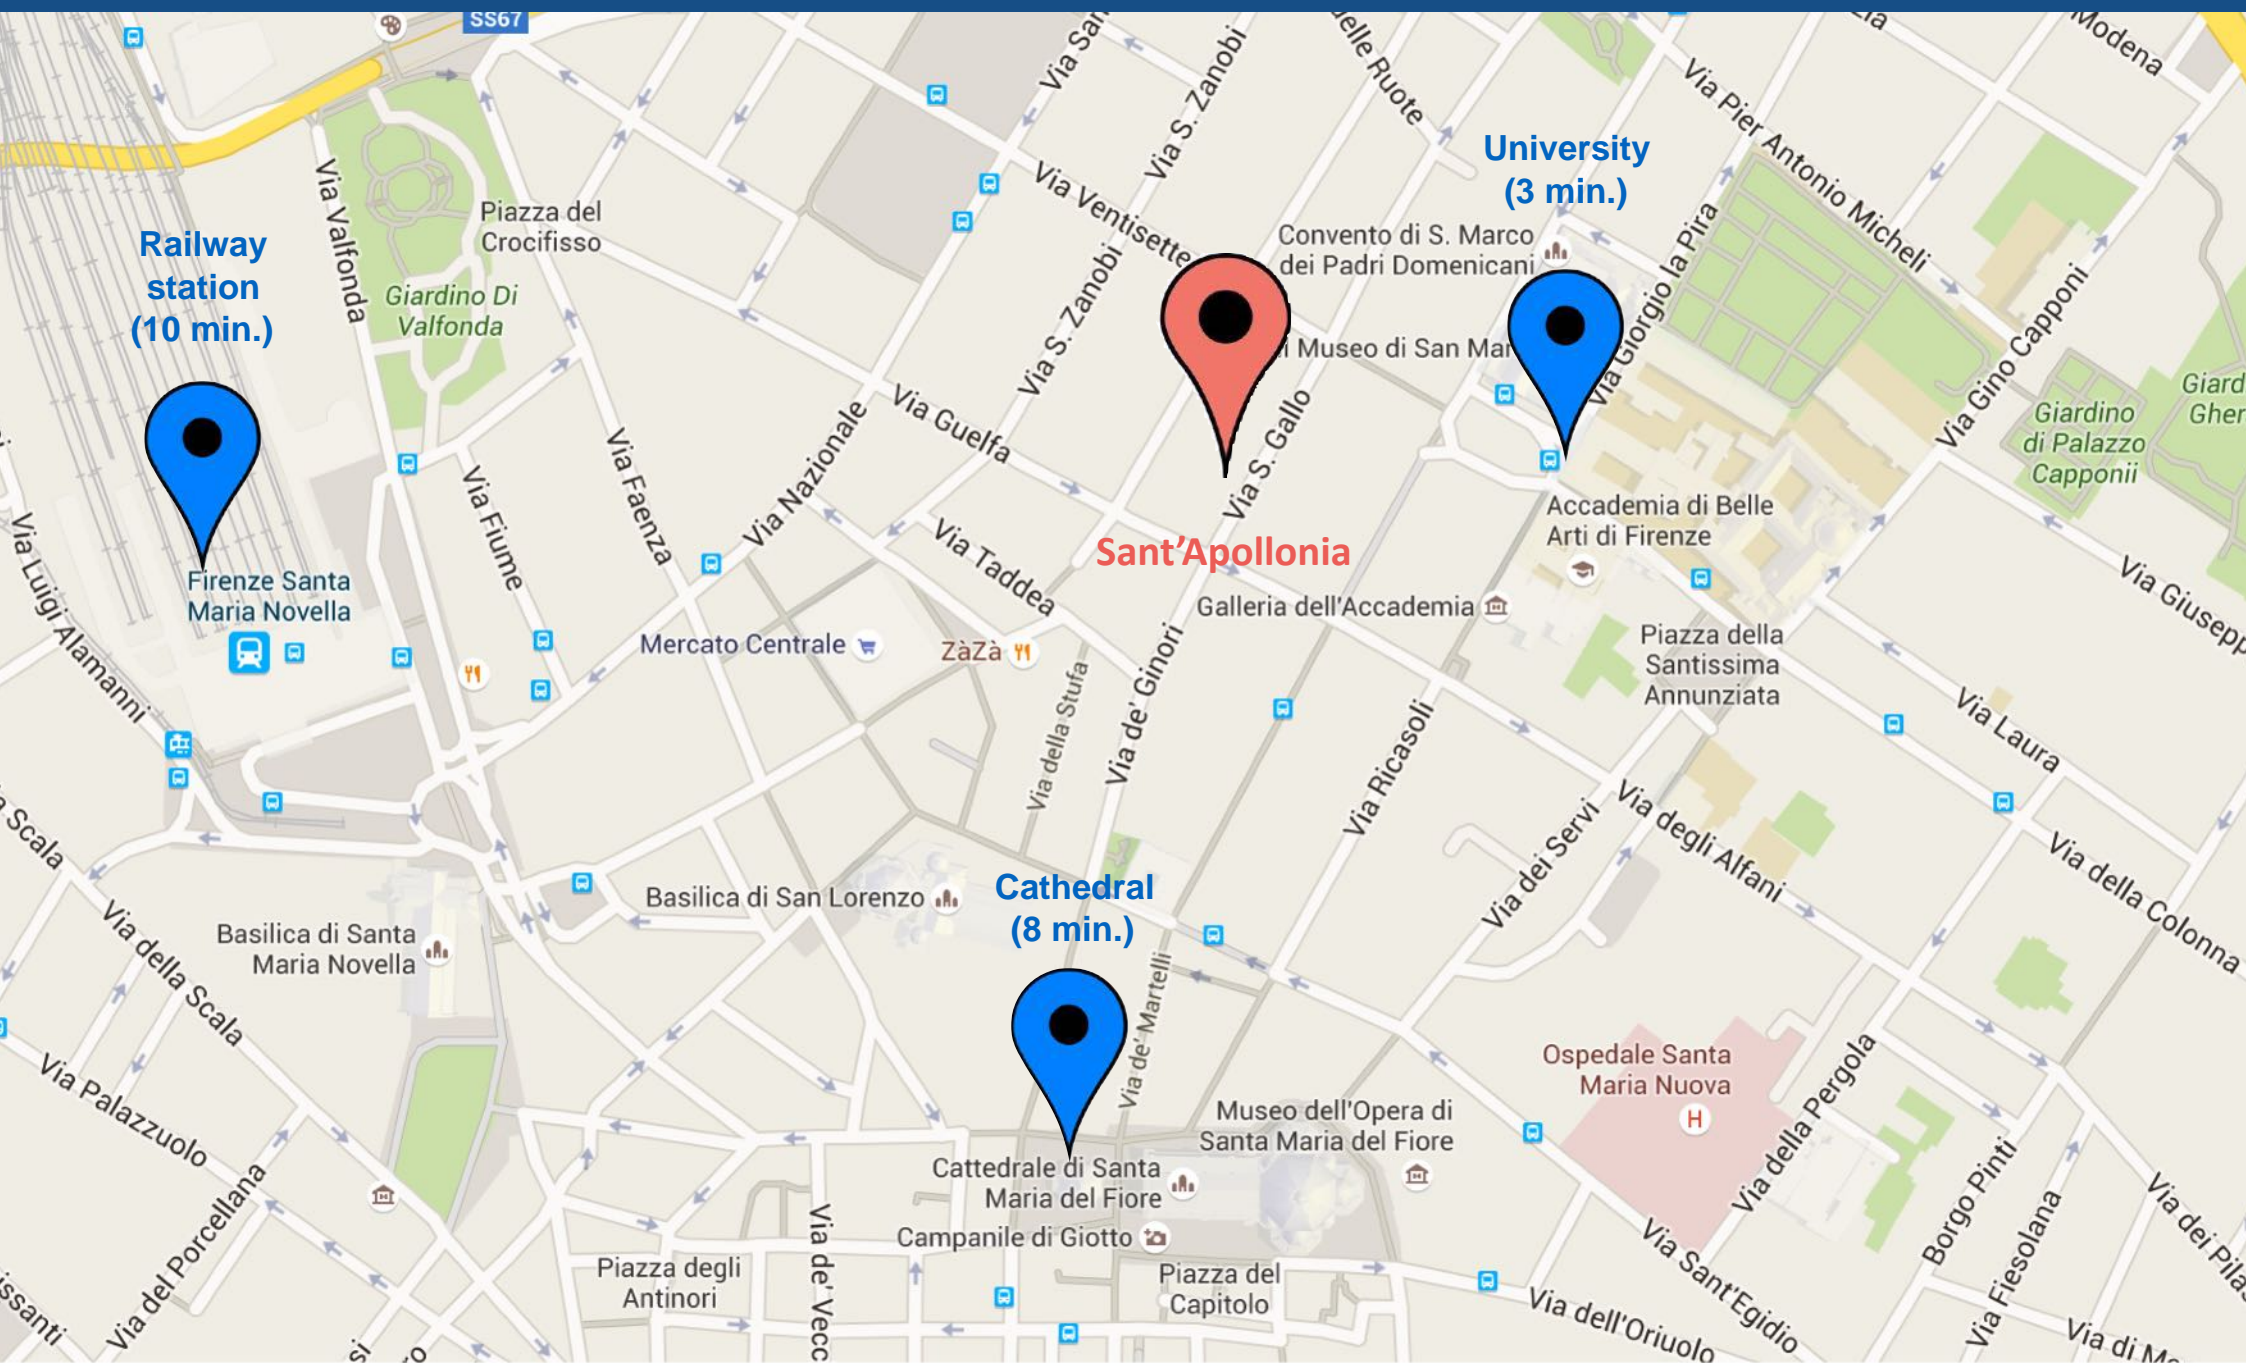 SS67
Via San
Via S. Zanobi
delle Ruote
Via Pier Antonio Micheli
Modena
University
(3 min.)
Via Valfonda
Piazza del
Crocifisso
Via Ventisette
Convento di S. Marco
dei Padri Domenicani
Via Giorgio la Pira
Railway
station
(10 min.)
Giardino Di
Valfonda
Via S. Zanobi
Museo di San Mar
Via Gino Capponi
Giardino
di Palazzo
Capponii
Giard
Gher
Via Guelfa
Via S. Gallo
Via Nazionale
Via Faenza
Via Fiume
Via Luigi Alamanni
Firenze Santa
Maria Novella
Via Taddea
Sant'Apollonia
Accademia di Belle
Arti di Firenze
Via Giusepp
Galleria dell'Accademia
Mercato Centrale
ZàZà
Piazza della
Santissima
Annunziata
Via della Stufa
Via de' Ginori
Via Ricasoli
Via Laura
Via dei Servi
Via degli Alfani
Via della Colonna
Scala
Basilica di San Lorenzo
Cathedral
(8 min.)
Basilica di Santa
Maria Novella
Via della Scala
Via de' Martelli
Via Palazzuolo
Ospedale Santa
Maria Nuova
H
Via della Pergola
Museo dell'Opera di
Santa Maria del Fiore
Cattedrale di Santa
Maria del Fiore
Campanile di Giotto
Via del Porcellana
Via de' Vecc
Piazza degli
Antinori
Piazza del
Capitolo
Via Sant'Egidio
Via dell'Oriuolo
Borgo Pinti
Via Fiesolana
Via dei Pilas
Via di Me
ssanti